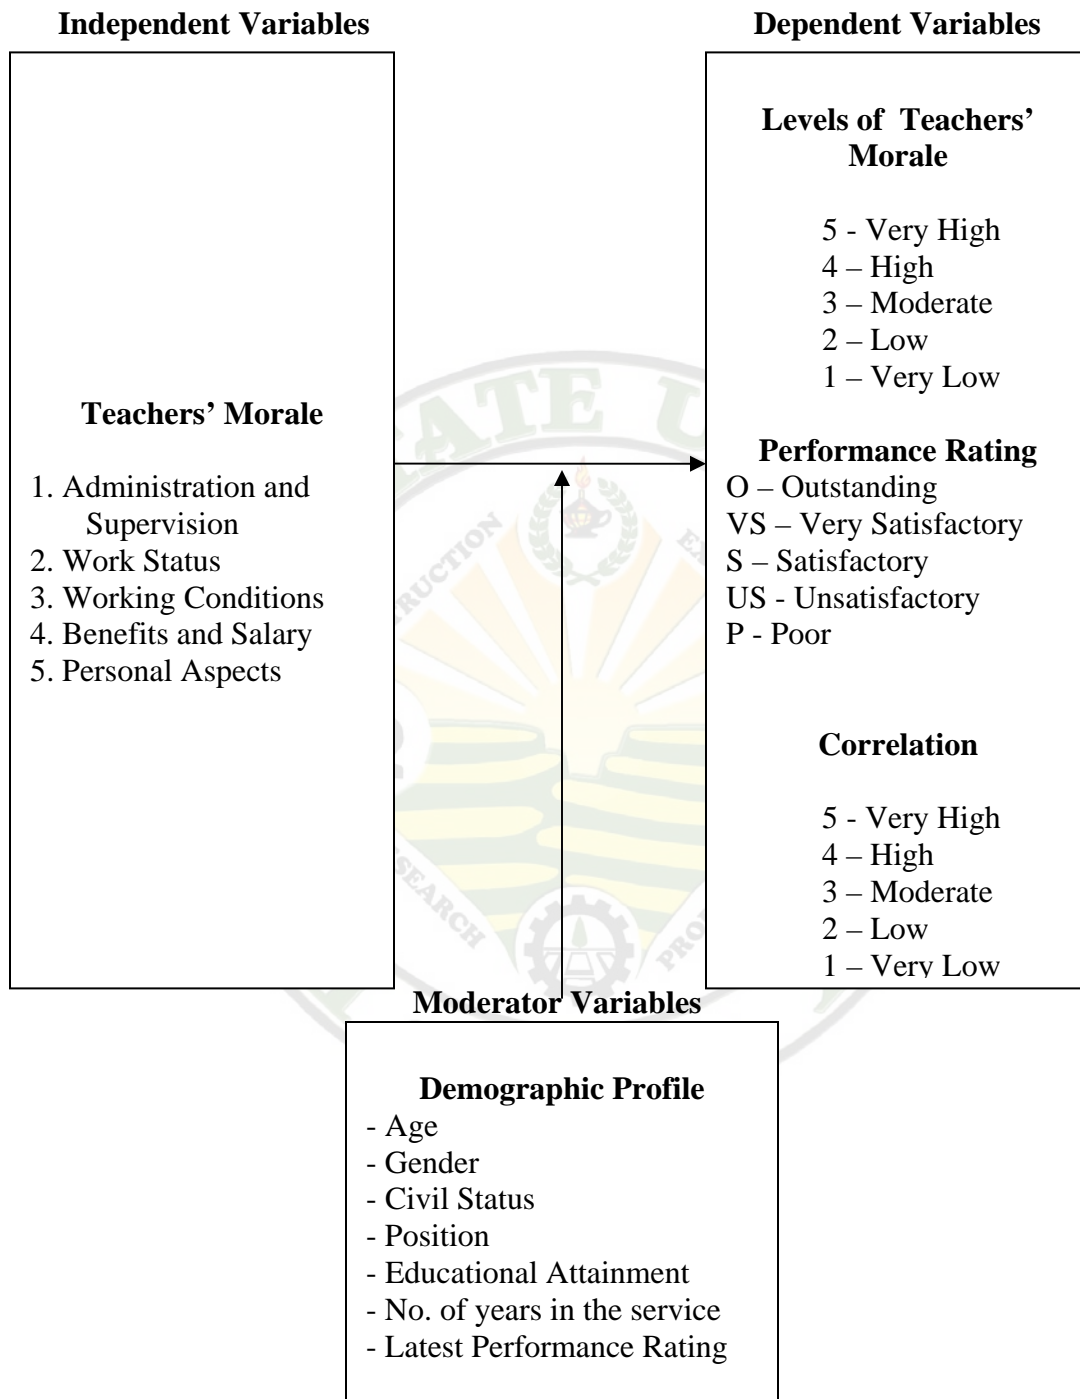 Independent Variables
Teachers’ Morale
1. Administration and
Supervision
2. Work Status
3. Working Conditions
4. Benefits and Salary
5. Personal Aspects
Dependent Variables
Levels of Teachers’
Morale
5 - Very High
4 – High
3 – Moderate
2 – Low
1 – Very Low
Performance Rating
O – Outstanding
VS – Very Satisfactory
S – Satisfactory
US - Unsatisfactory
P - Poor
Correlation
5 - Very High
4 – High
3 – Moderate
2 – Low
1 – Very Low
Moderator Variables
Demographic Profile
- Age
- Gender
- Civil Status
- Position
- Educational Attainment
- No. of years in the service
- Latest Performance Rating